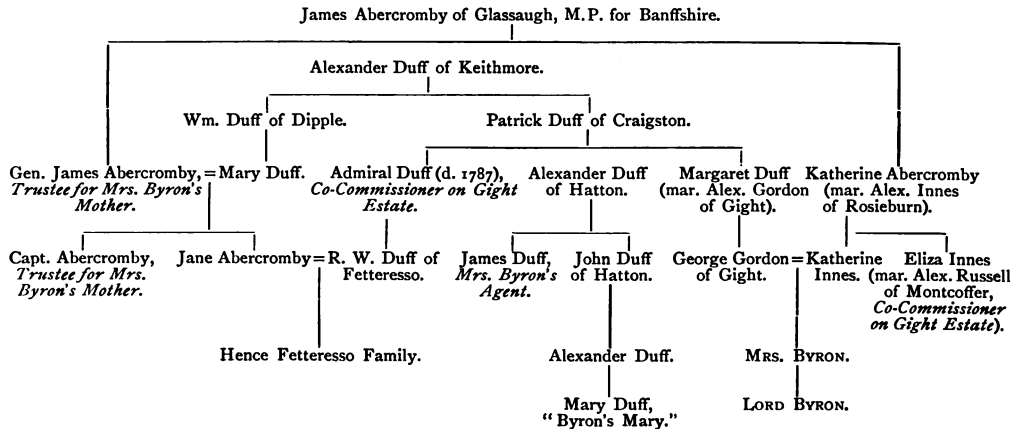 James Abercromby of Glassaugh, M.P. for Banffshire.
Alexander Duff of Keithmore.
Wm. Duff of Dipple.
Patrick Duff of Craigston.
Gen. James Abercromby,
Trustee for Mrs. Byron's
Mother.
= Mary Duff.
Admiral Duff (d. 1787),
Co-Commissioner on Gight
Estate.
Alexander Duff
of Hatton.
Margaret Duff
(mar. Alex. Gordon
of Gight).
Katherine Abercromby
(mar. Alex. Innes
of Rosieburn).
Capt. Abercromby,
Trustee for Mrs.
Byron's Mother.
Jane Abercromby =
R. W. Duff of
Fetteresso.
James Duff,
Mrs. Byron's
Agent.
John Duff
of Hatton.
George Gordon =
of Gight.
Katherine
Innes.
Eliza Innes
(mar. Alex. Russell
of Montcoffer,
Co-Commissioner
on Gight Estate).
Hence Fetteresso Family.
Alexander Duff.
MRS. BYRON.
Mary Duff,
"Byron's Mary."
LORD BYRON.